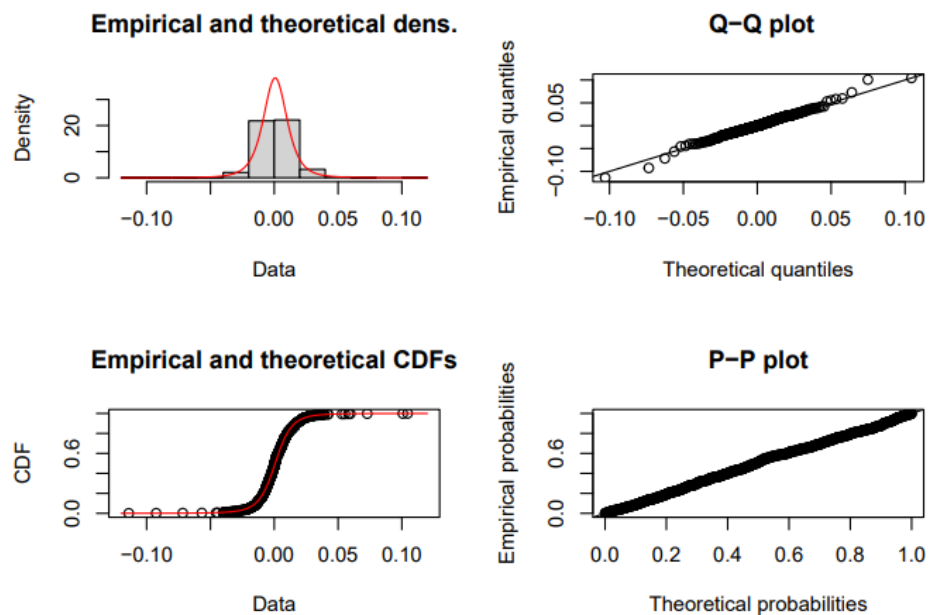 Empirical and theoretical dens.
Density
0 20
−0.10 0.00 0.05 0.10
Data
Q−Q plot
Empirical quantiles
−0.10 0.05
−0.10 −0.05 0.00 0.05 0.10
Theoretical quantiles
Empirical and theoretical CDFs
CDF
0.0 0.6
−0.10 0.00 0.05 0.10
Data
P−P plot
Empirical probabilities
0.0 0.6
0.0 0.2 0.4 0.6 0.8 1.0
Theoretical probabilities